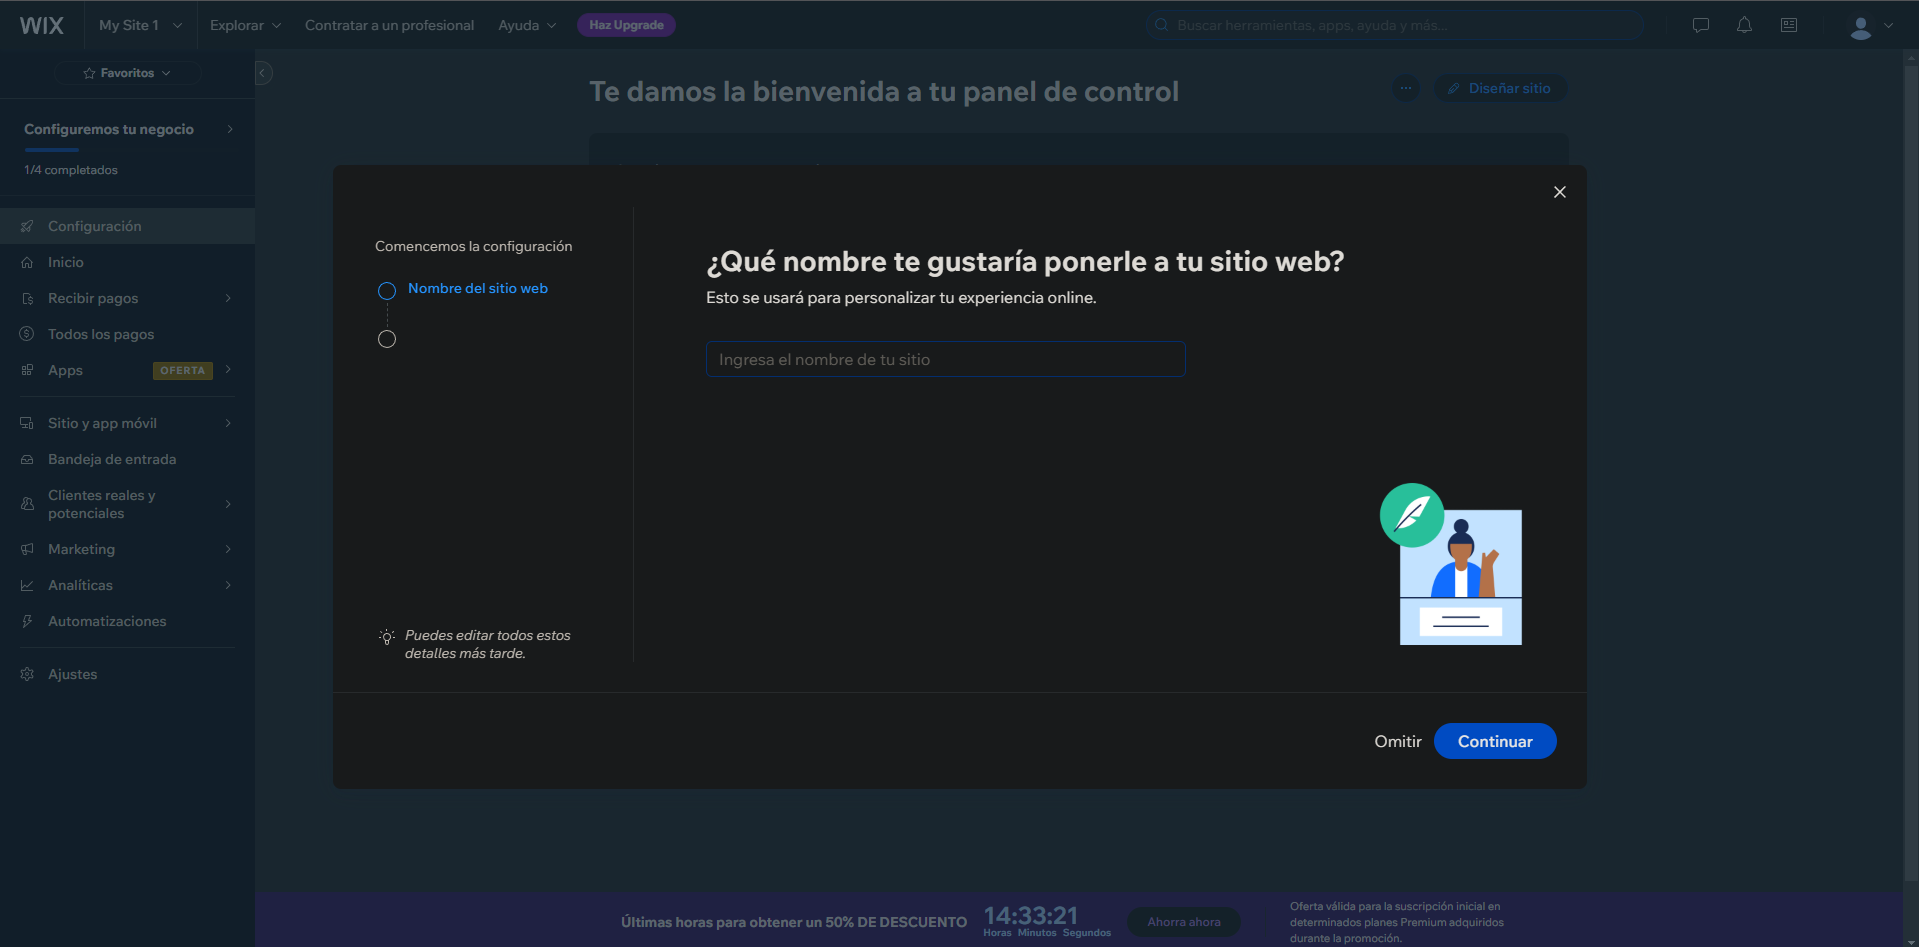 WIX
My Site 1
Explorar
Contratar a un profesional
Ayuda
Haz Upgrade
Buscar herramientas, apps, ayuda y más...
Favoritos
Configuremos tu negocio
1/4 completados
Configuración
Inicio
Recibir pagos
Todos los pagos
Apps
OFERTA
Sitio y app móvil
Bandeja de entrada
Clientes reales y
potenciales
Marketing
Analíticas
Automatizaciones
Ajustes
Te damos la bienvenida a tu panel de control
Diseñar sitio
Comencemos la configuración
Nombre del sitio web
Puedes editar todos estos
detalles más tarde.
¿Qué nombre te gustaría ponerle a tu sitio web?
Esto se usará para personalizar tu experiencia online.
Ingresa el nombre de tu sitio
Omitir
Continuar
Últimas horas para obtener un 50% DE DESCUENTO
14:33:21
Horas Minutos Segundos
Ahorra ahora
Oferta válida para la suscripción inicial en
determinados planes Premium adquiridos
durante la promoción.